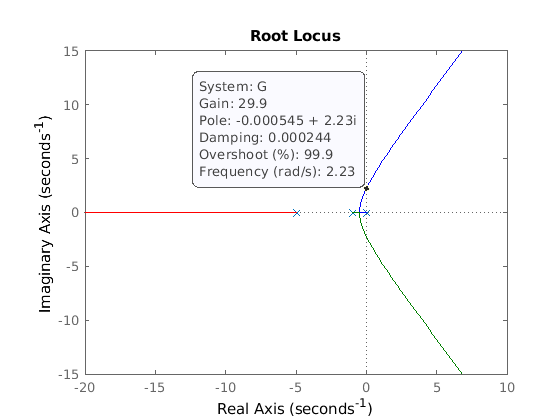 Root Locus
15
10
5
0
-5
-10
-15
System: G
Gain: 29.9
Pole: -0.000545 + 2.23i
Damping: 0.000244
Overshoot (%): 99.9
Frequency (rad/s): 2.23
Imaginary Axis (seconds-1)
-20 -15 -10 -5 0 5 10
Real Axis (seconds-1)